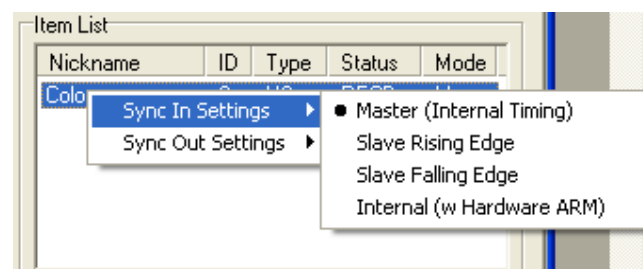 Item List
Nickname ID Type Status Mode
Colo
Sync In Settings
Master (Internal Timing)
Sync Out Settings
Slave Rising Edge
Slave Falling Edge
Internal (w Hardware ARM)